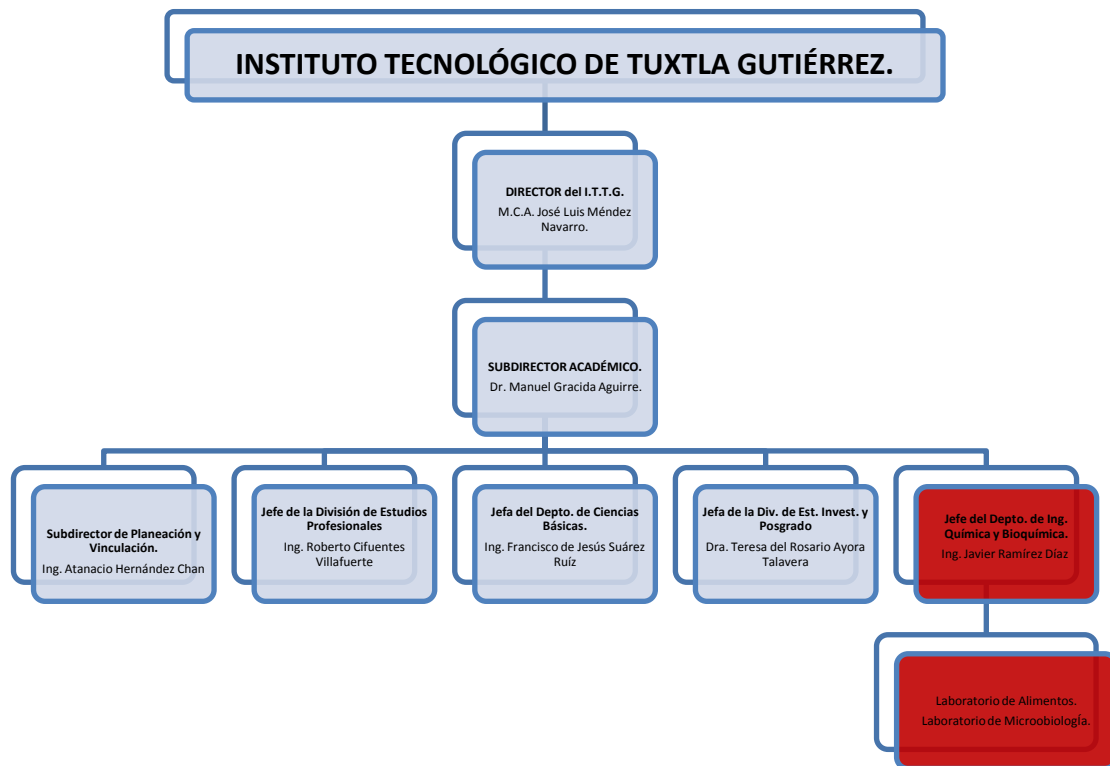 INSTITUTO TECNOLÓGICO DE TUXTLA GUTIÉRREZ.
DIRECTOR del I.T.T.G.
M.C.A. José Luis Méndez
Navarro.
SUBDIRECTOR ACADÉMICO.
Dr. Manuel Gracida Aguirre.
Subdirector de Planeación y
Vinculación.
Ing. Atanacio Hernández Chan
Jefe de la División de Estudios
Profesionales
Ing. Roberto Cifuentes
Villafuerte
Jefa del Depto. de Ciencias
Básicas.
Ing. Francisco de Jesús Suárez
Ruíz
Jefa de la Div. de Est. Invest. y
Posgrado
Dra. Teresa del Rosario Ayora
Talavera
Jefe del Depto. de Ing.
Química y Bioquímica.
Ing. Javier Ramírez Díaz
Laboratorio de Alimentos.
Laboratorio de Microbiología.